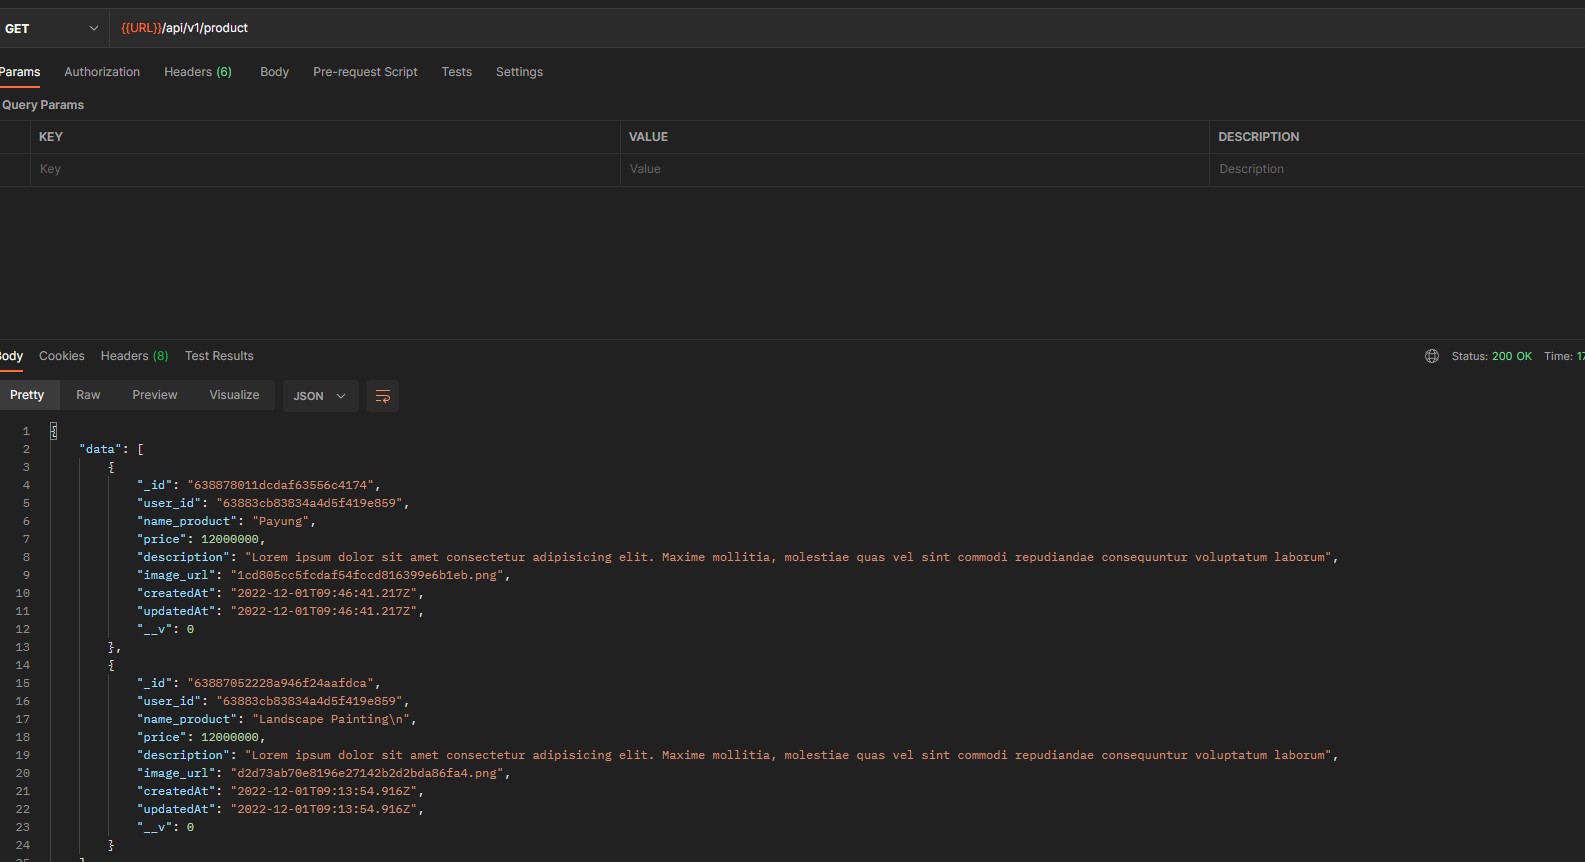 GET {{URL}}/api/v1/product
Params Authorization Headers (6) Body Pre-request Script Tests Settings
Query Params
KEY VALUE DESCRIPTION
Key Value Description
Body Cookies Headers (8) Test Results Status: 200 OK Time: 17
Pretty Raw Preview Visualize JSON
1 {
2 "data": [
3 {
4 "_id": "638878011dcdaf63556c4174",
5 "user_id": "63883cb83834a4d5f419e859",
6 "name_product": "Payung",
7 "price": 12000000,
8 "description": "Lorem ipsum dolor sit amet consectetur adipisicing elit. Maxime mollitia, molestiae quas vel sint commodi repudiandae consequuntur voluptatum laborum",
9 "image_url": "1cd805cc5fcdaf54fccd816399e6b1eb.png",
10 "createdAt": "2022-12-01T09:46:41.217Z",
11 "updatedAt": "2022-12-01T09:46:41.217Z",
12 "__v": 0
13 },
14 {
15 "_id": "63887052228a946f24aafdca",
16 "user_id": "63883cb83834a4d5f419e859",
17 "name_product": "Landscape Painting\n",
18 "price": 12000000,
19 "description": "Lorem ipsum dolor sit amet consectetur adipisicing elit. Maxime mollitia, molestiae quas vel sint commodi repudiandae consequuntur voluptatum laborum",
20 "image_url": "d2d73ab70e8196e27142b2d2bda86fa4.png",
21 "createdAt": "2022-12-01T09:13:54.916Z",
22 "updatedAt": "2022-12-01T09:13:54.916Z",
23 "__v": 0
24 }
25 ]